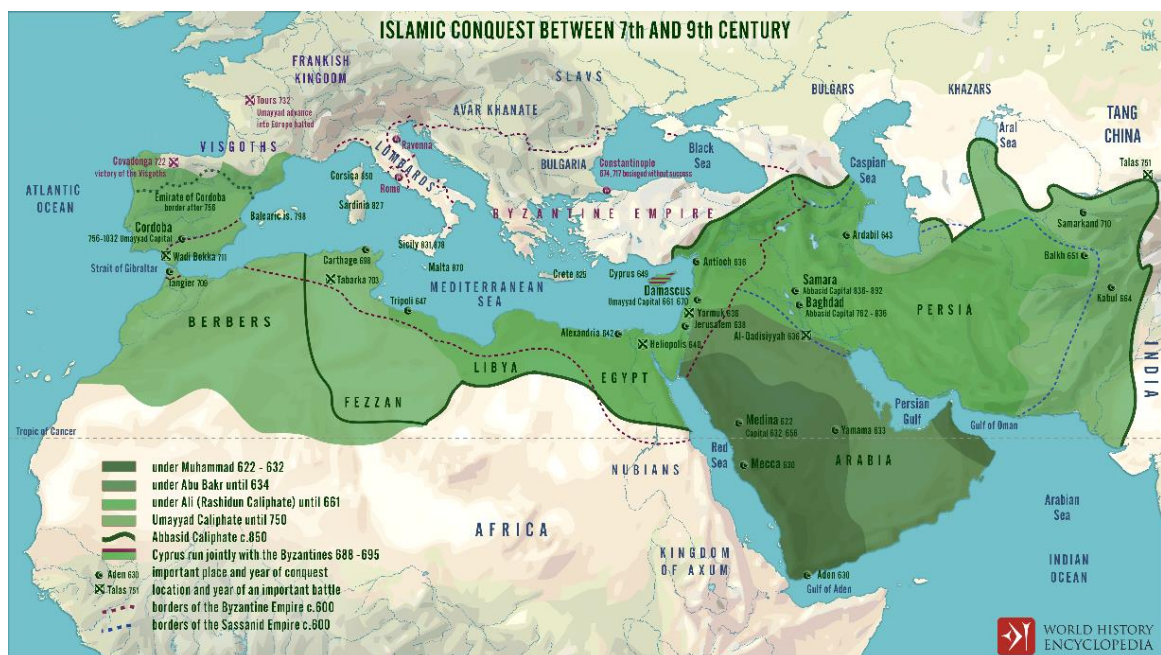 ISLAMIC CONQUEST BETWEEN 7th AND 9th CENTURY
CV
ME
IGN
FRANKISH
KINGDOM
SLAVS
BULGARS
KHAZARS
TANG
CHINA
Tours 732
Umayyad advance
into Europe halted
AVAR KHANATE
Aral
Sea
VISGOTHS
Ravenna
LOMBARDS
Black
Sea
Caspian
Sea
Talas 751
Covadonga 722
victory of the Visgoths
BULGARIA
Constantinople
674, 717 besieged without success
Corsica 850
Rome
ATLANTIC
OCEAN
Emirate of Cordoba
border after 756
Balearic is. 798
Sardinia 827
BYZANTINE EMPIRE
Samarkand 710
Cordoba
756-1032 Umayyad Capital
Ardabil 643
Wadi Bekka 711
Sicily 831,878
Carthage 698
Antioch 636
Balkh 651
Strait of Gibraltar
Tangier 709
Tabarka 703
Malta 870
Crete 825
Cyprus 649
MEDITERRANEAN
SEA
Damascus
Umayyad Capital 661 - 670
Samara
Abbasid Capital 836- 892
Baghdad
Abbasid Capital 762 - 836
Kabul 664
Tripoli 647
Yarmuk 636
Jerusalem 638
PERSIA
BERBERS
Alexandria 642
Heliopolis 640
Al-Qadisiyyah 636
INDIA
LIBYA
EGYPT
FEZZAN
Medina 622
Capital 632-656
Persian
Gulf
Gulf of Oman
Tropic of Cancer
Yamama 633
Red
Sea
Mecca 630
ARABIA
NUBIANS
Arabian
Sea
AFRICA
KINGDOM
OF AXUM
INDIAN
OCEAN
Aden 630
Gulf of Aden
under Muhammad 622 - 632
under Abu Bakr until 634
under Ali (Rashidun Caliphate) until 661
Umayyad Caliphate until 750
Abbasid Caliphate c.850
Cyprus run jointly with the Byzantines 688 -695
Aden 630 important place and year of conquest
Talas 751 location and year of an important battle
borders of the Byzantine Empire c.600
borders of the Sassanid Empire c.600
WORLD HISTORY
ENCYCLOPEDIA